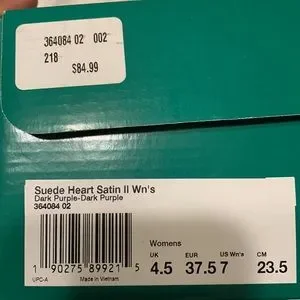 364084 02 002
218
$84.99
Suede Heart Satin II Wn's
Dark Purple-Dark Purple
364084 02
Womens
UK EUR US Wn's CM
4.5 37.5 7 23.5
1 90275 89921 5
UPC-A Made in Vietnam